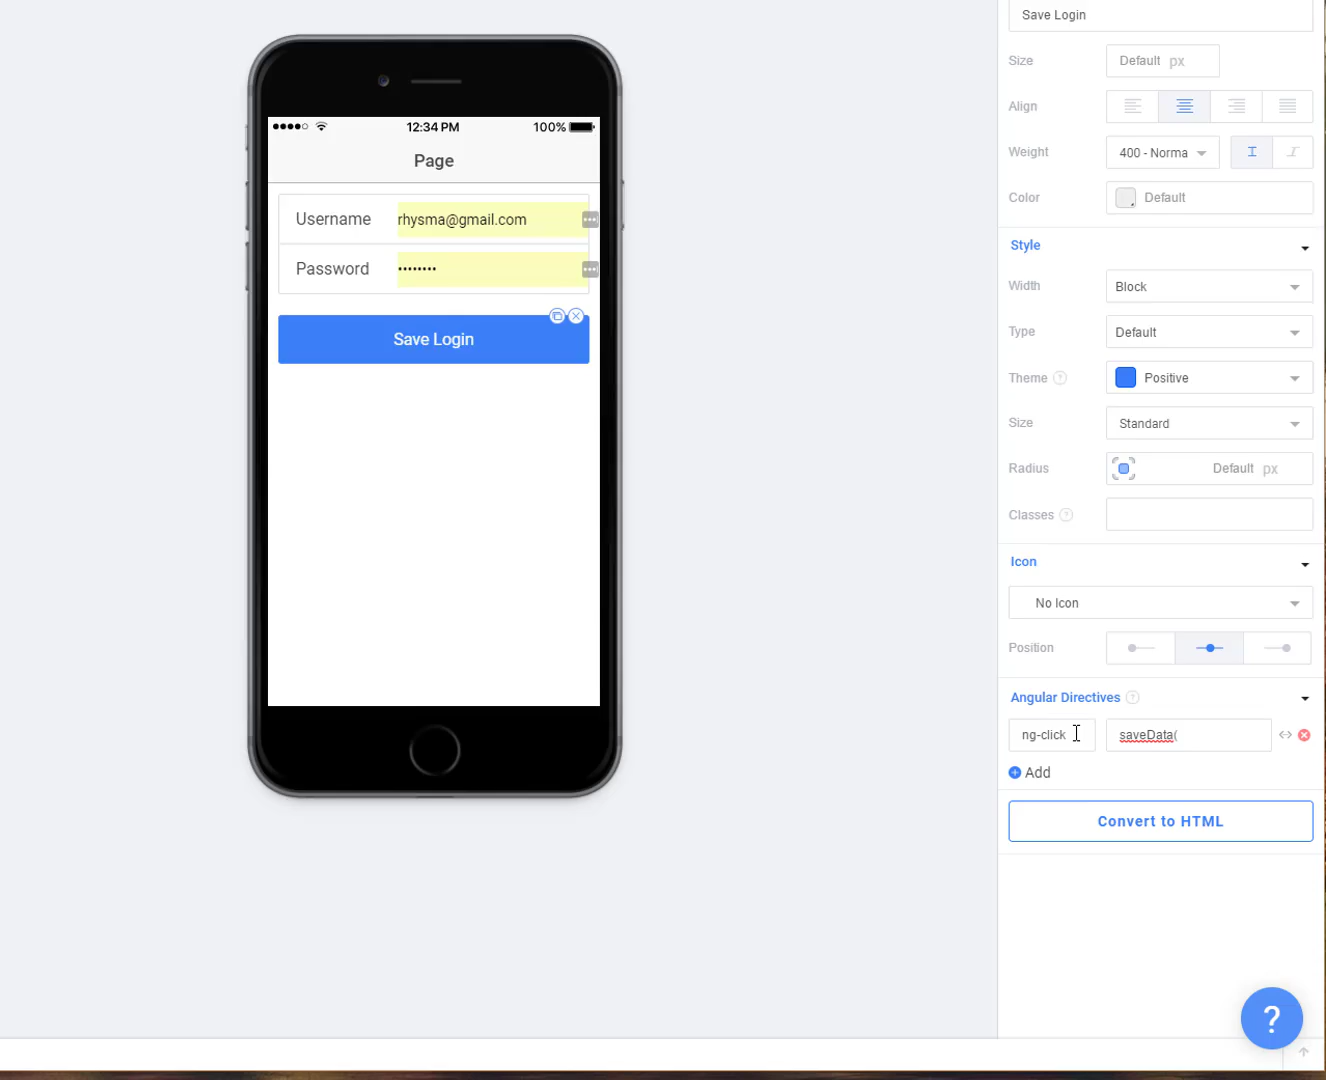 Save Login
Size Default px
Align
Weight 400 - Norma
Color Default
Style
Width Block
Type Default
Theme ? Positive
Size Standard
Radius Default px
Classes ?
Icon
No Icon
Position
Angular Directives ?
ng-click saveData(
Add
Convert to HTML
?
12:34 PM 100%
Page
Username rhysma@gmail.com
Password ••••••••
Save Login